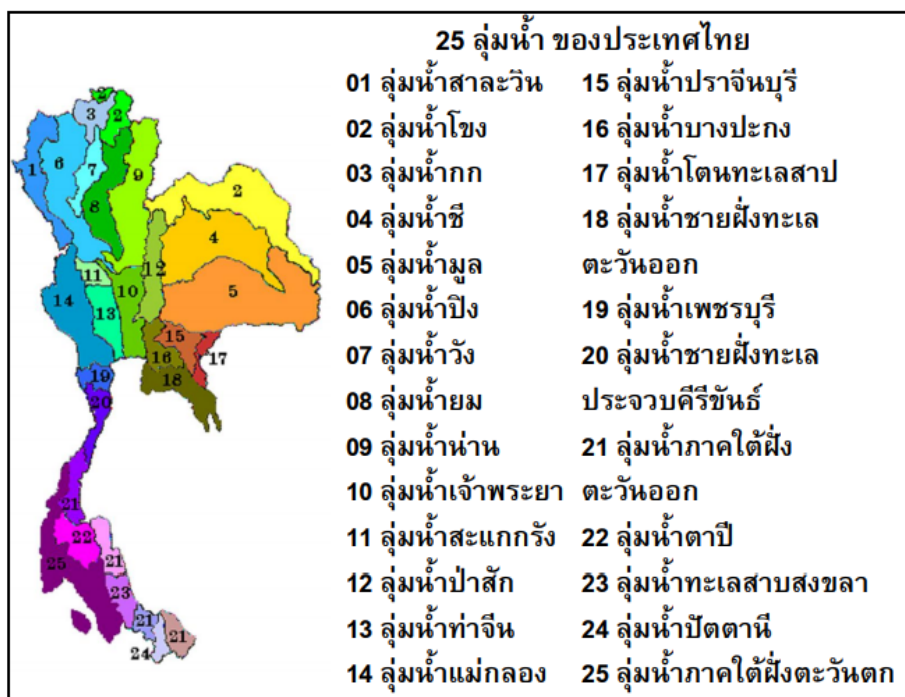 25 ลุ่มน้ำ ของประเทศไทย
01 ลุ่มน้ำสาละวิน
02 ลุ่มน้ำโขง
03 ลุ่มน้ำกก
04 ลุ่มน้ำชี
05 ลุ่มน้ำมูล
06 ลุ่มน้ำปิง
07 ลุ่มน้ำวัง
08 ลุ่มน้ำยม
09 ลุ่มน้ำน่าน
10 ลุ่มน้ำเจ้าพระยา
11 ลุ่มน้ำสะแกกรัง
12 ลุ่มน้ำป่าสัก
13 ลุ่มน้ำท่าจีน
14 ลุ่มน้ำแม่กลอง
15 ลุ่มน้ำปราจีนบุรี
16 ลุ่มน้ำบางปะกง
17 ลุ่มน้ำโตนทะเลสาป
18 ลุ่มน้ำชายฝั่งทะเล
ตะวันออก
19 ลุ่มน้ำเพชรบุรี
20 ลุ่มน้ำชายฝั่งทะเล
ประจวบคีรีขันธ์
21 ลุ่มน้ำภาคใต้ฝั่ง
ตะวันออก
22 ลุ่มน้ำตาปี
23 ลุ่มน้ำทะเลสาบสงขลา
24 ลุ่มน้ำปัตตานี
25 ลุ่มน้ำภาคใต้ฝั่งตะวันตก
2
3
2
1
6
7
9
8
2
4
12
11
14
10
5
13
15
16
17
18
19
20
21
22
25
21
23
21
21
24